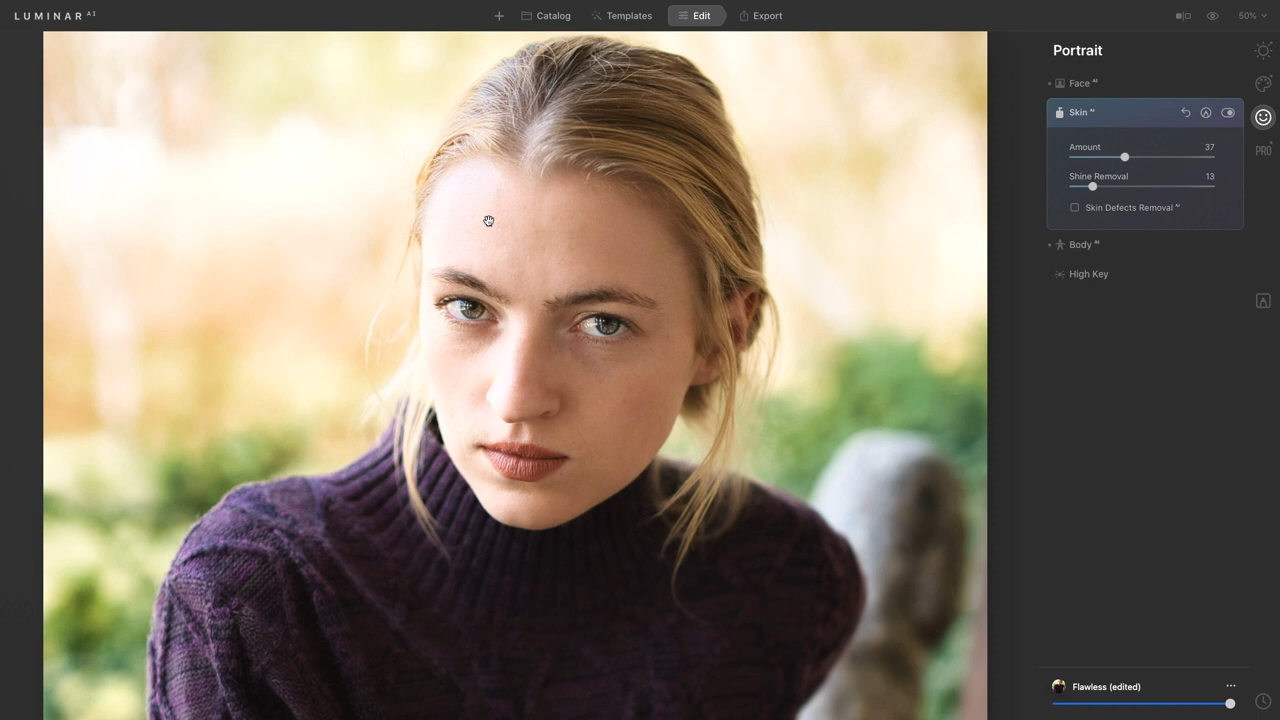 LUMINAR AI
Catalog
Templates
Edit
Export
50%
Portrait
Face AI
Skin AI
Amount 37
Shine Removal 13
Skin Defects Removal AI
Body AI
High Key
PRO
Flawless (edited)